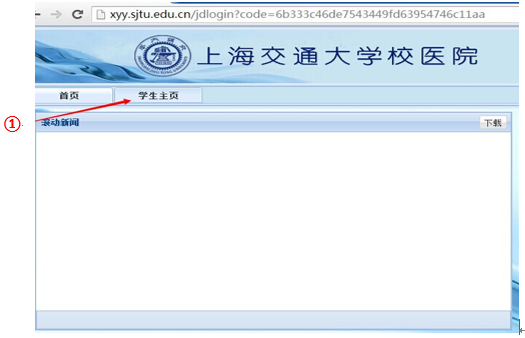 xyy.sjtu.edu.cn/jdlogin?code=6b333c46de7543449fd63954746c11aa
上海交通大学校医院
首页 学生主页
①
滚动新闻 下载